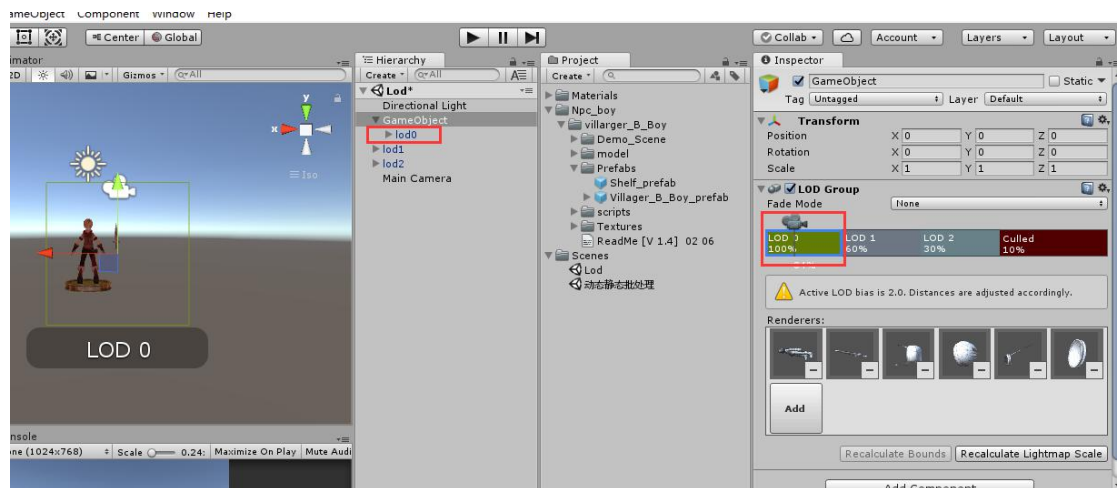 ameObject Component Window Help
Center Global
Collab Account Layers Layout
imator
2D Gizmos Q▾All
LOD 0
y
x
Iso
nsole
one (1024x768) Scale 0.24: Maximize On Play Mute Audi
Hierarchy
Create Q▾All
Lod*
Directional Light
GameObject
lod0
lod1
lod2
Main Camera
Project
Create
Materials
Npc_boy
villarger_B_Boy
Demo_Scene
model
Prefabs
Shelf_prefab
Villager_B_Boy_prefab
scripts
Textures
ReadMe [V 1.4] 02 06
Scenes
Lod
动态静态批处理
Inspector
GameObject Static
Tag Untagged Layer Default
Transform
Position X 0 Y 0 Z 0
Rotation X 0 Y 0 Z 0
Scale X 1 Y 1 Z 1
LOD Group
Fade Mode None
LOD 0 LOD 1 LOD 2 Culled
100% 60% 30% 10%
Active LOD bias is 2.0. Distances are adjusted accordingly.
Renderers:
Add
Recalculate Bounds Recalculate Lightmap Scale
Add Component